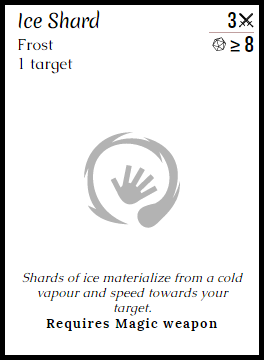 Ice Shard
3
Frost
≥ 8
1 target
Shards of ice materialize from a cold
vapour and speed towards your
target.
Requires Magic weapon